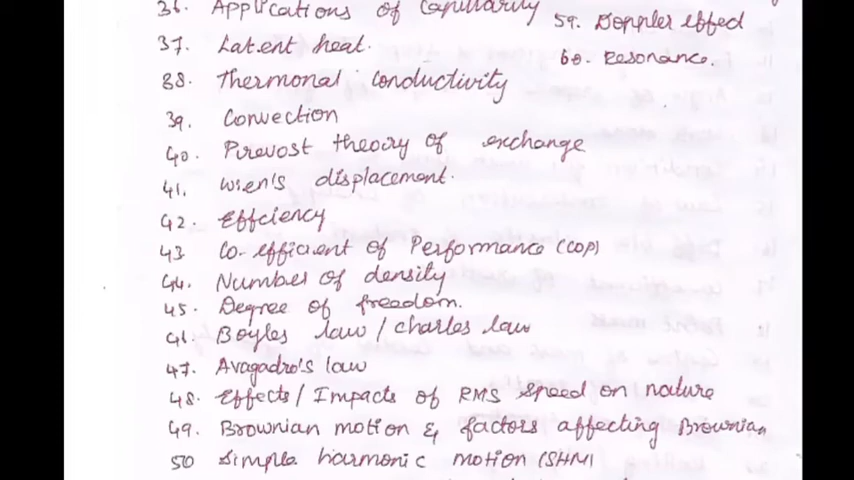 36. Applications of Capillarity
59. Doppler effed
37. Latent heat.
60. Resonance.
38. Thermonal conductivity
39. Convection
40. Pirevost theory of exchange
41. Wien's displacement.
42. Effciency
43 Co-efficient of Performance (COP)
44. Number of density
45. Degree of freedom.
46. Boyles law / charles law
47. Avagadro's law
48. Effects / Impacts of RMS speed on nature
49. Brownian motion & factors affecting Brownian
50 Simple harmonic motion (SHM)